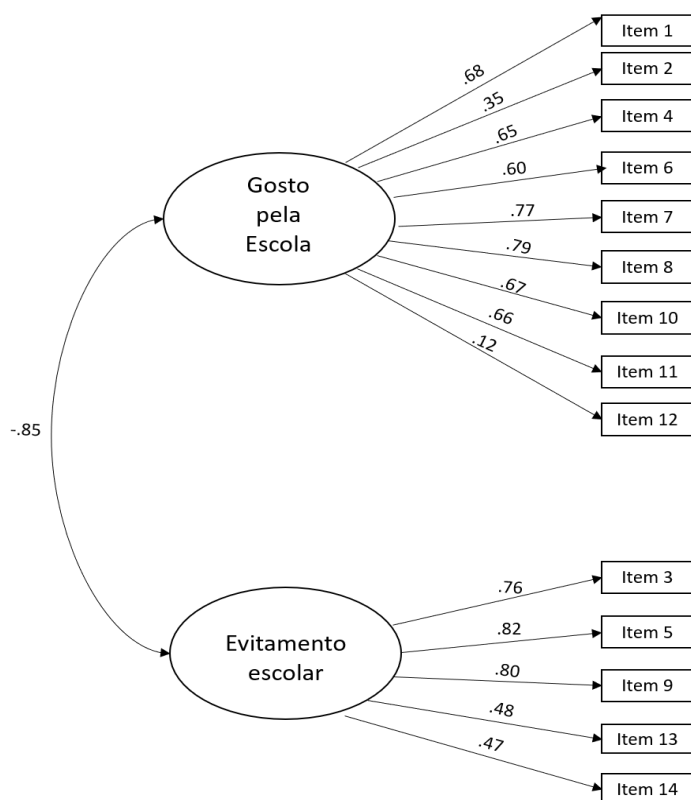 Item 1
.68
Item 2
.35
Item 4
.65
Item 6
.60
Gosto
pela
Escola
Item 7
.77
Item 8
.79
Item 10
.67
Item 11
.66
Item 12
.12
-.85
Item 3
.76
Item 5
.82
Evitamento
escolar
Item 9
.80
Item 13
.48
Item 14
.47